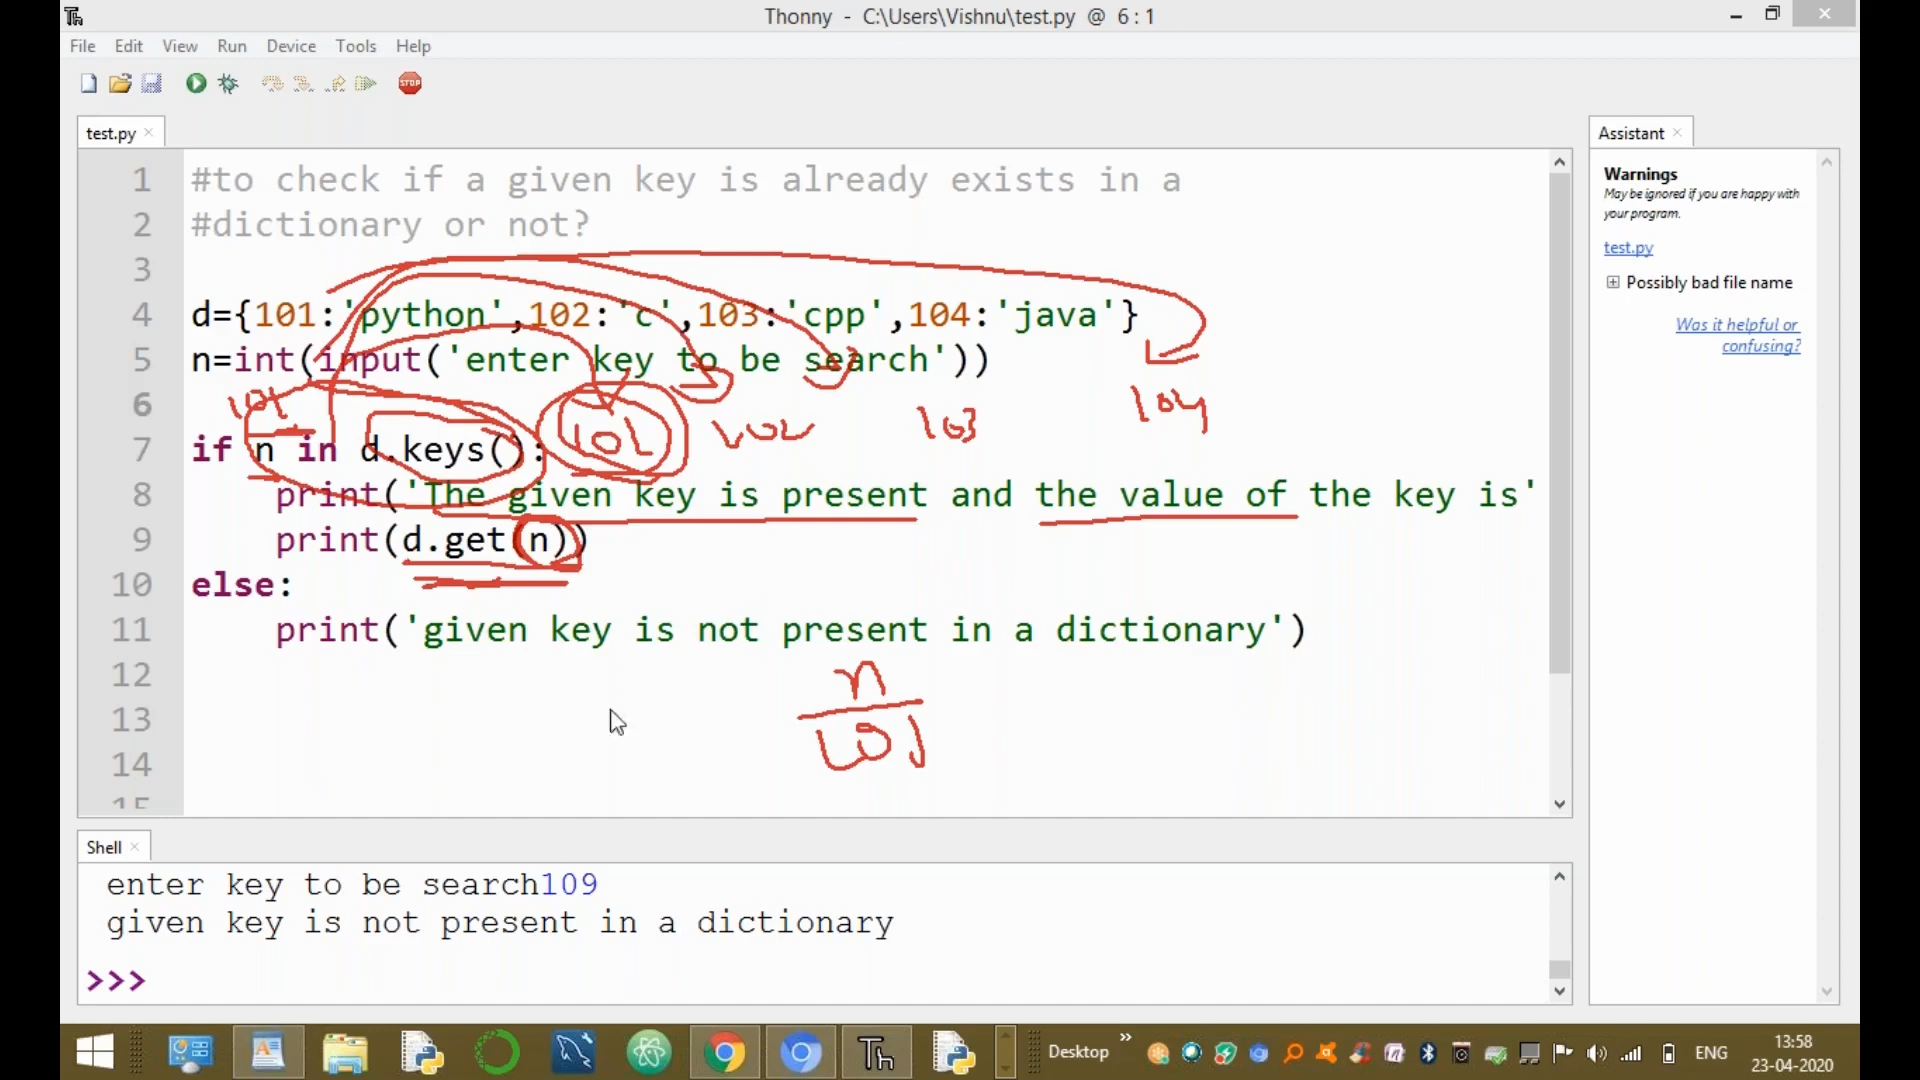 Thonny - C:\Users\Vishnu\test.py @ 6 : 1
File Edit View Run Device Tools Help
STOP
test.py
1 #to check if a given key is already exists in a
2 #dictionary or not?
3
4 d={101:'python',102:'c',103:'cpp',104:'java'}
5 n=int(input('enter key to be search'))
6
101 101 102 103 104
7 if n in d.keys():
8 print('The given key is present and the value of the key is'
9 print(d.get(n))
10 else:
11 print('given key is not present in a dictionary')
12
13
14
15
n
101
Assistant
Warnings
May be ignored if you are happy with
your program.
test.py
Possibly bad file name
Was it helpful or
confusing?
Shell
enter key to be search109
given key is not present in a dictionary
>>>
Th
Desktop
ENG
13:58
23-04-2020